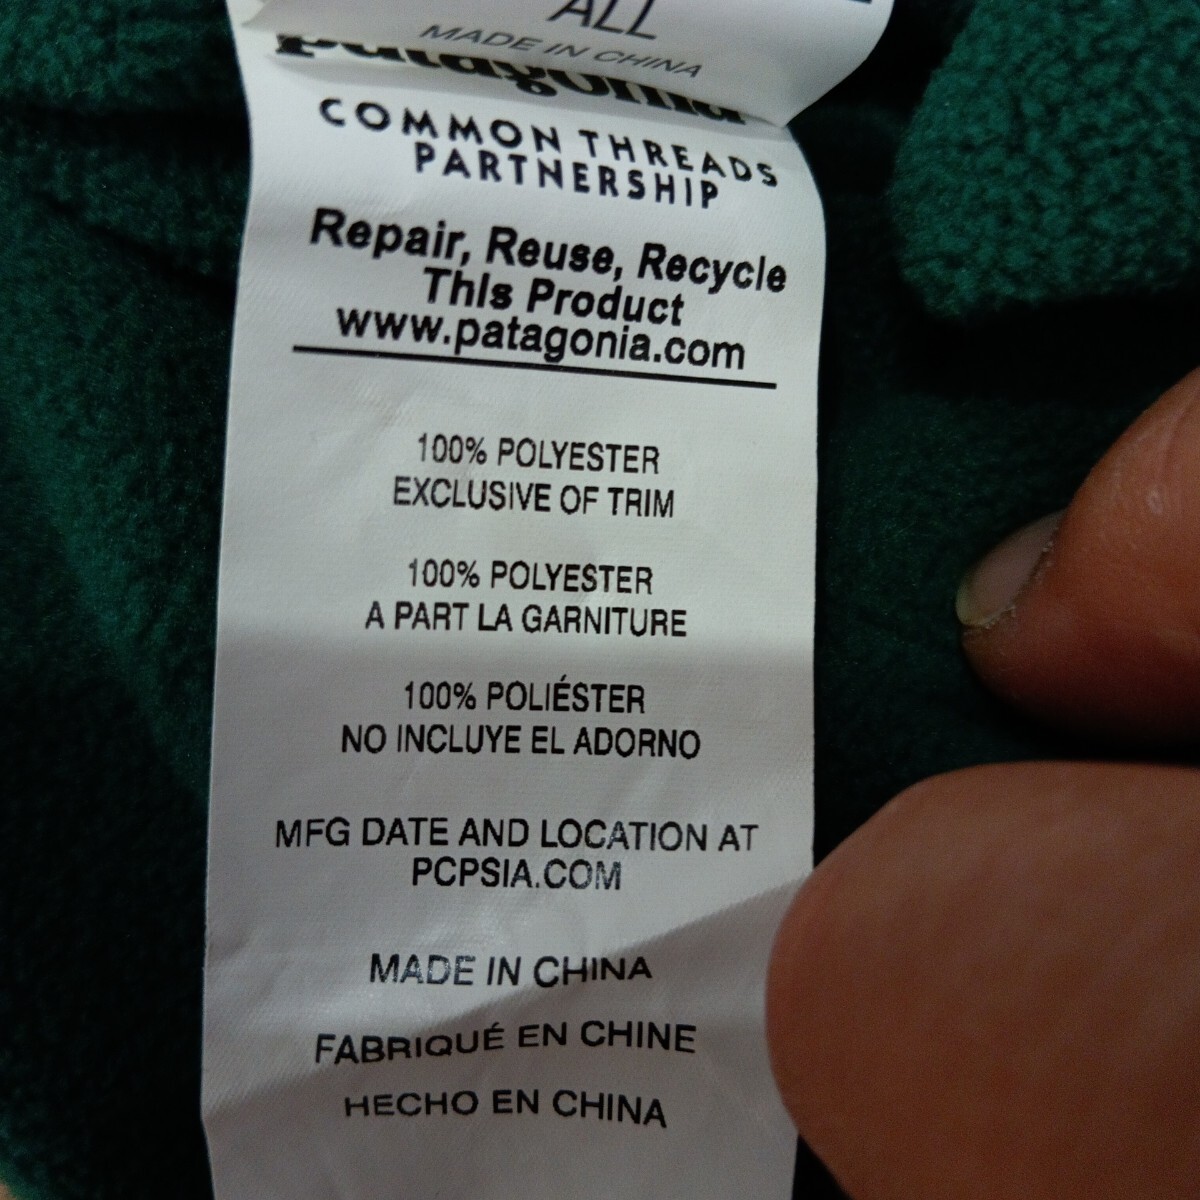 ALL
MADE IN CHINA
patagonia
COMMON THREADS
PARTNERSHIP
Repair, Reuse, Recycle
This Product
www.patagonia.com
100% POLYESTER
EXCLUSIVE OF TRIM
100% POLYESTER
A PART LA GARNITURE
100% POLIÉSTER
NO INCLUYE EL ADORNO
MFG DATE AND LOCATION AT
PCPSIA.COM
MADE IN CHINA
FABRIQUÉ EN CHINE
HECHO EN CHINA